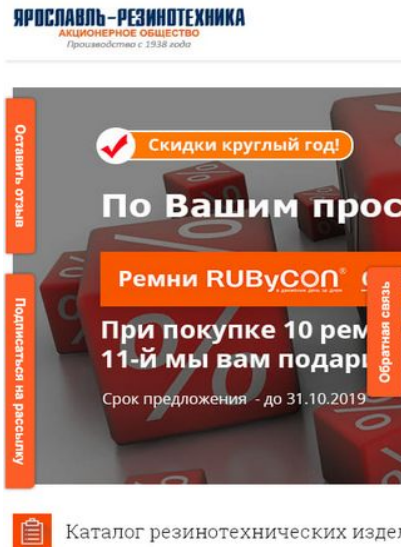 ЯРОСЛАВЛЬ-РЕЗИНОТЕХНИКА
АКЦИОНЕРНОЕ ОБЩЕСТВО
Производство с 1938 года
Оставить отзыв
Скидки круглый год!
По Вашим прос
Ремни RUByCON®
Подписаться на рассылку
Обратная связь
При покупке 10 рем
11-й мы вам подари
Срок предложения - до 31.10.2019
Каталог резинотехнических издел